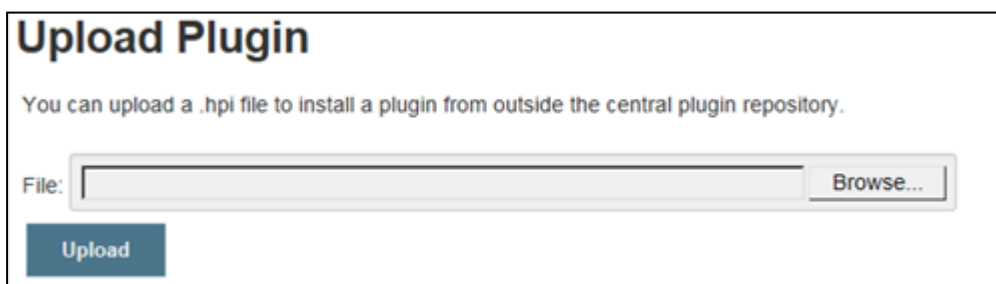 Upload Plugin
You can upload a .hpi file to install a plugin from outside the central plugin repository.
File: Browse...
Upload